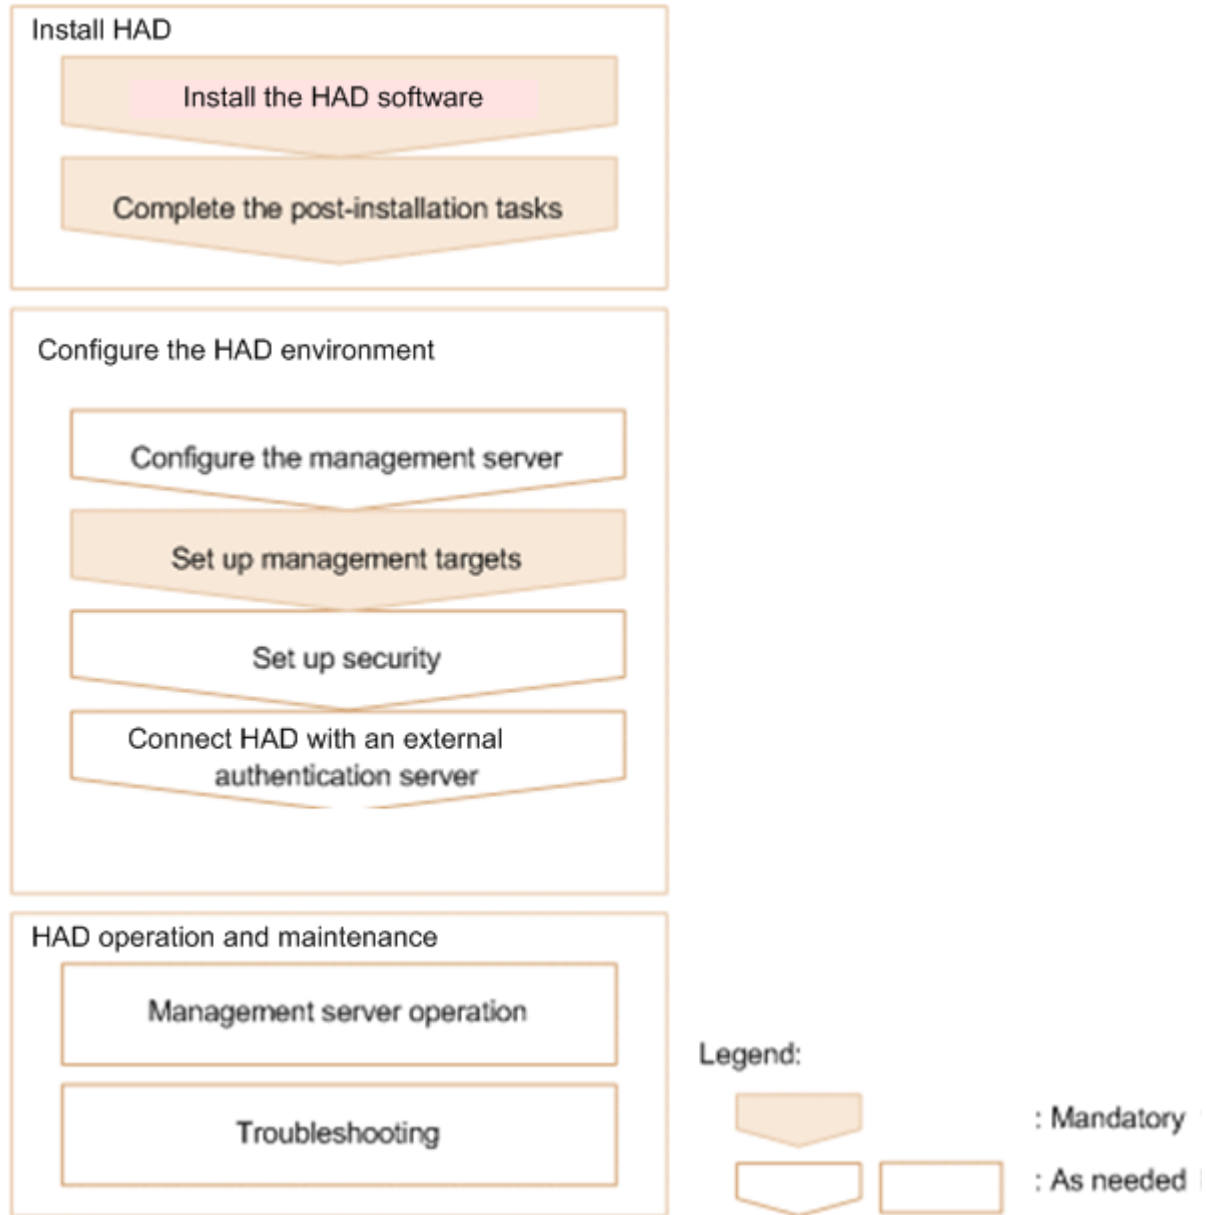 Install HAD
Install the HAD software
Complete the post-installation tasks
Configure the HAD environment
Configure the management server
Set up management targets
Set up security
Connect HAD with an external
authentication server
HAD operation and maintenance
Management server operation
Troubleshooting
Legend:
: Mandatory
: As needed